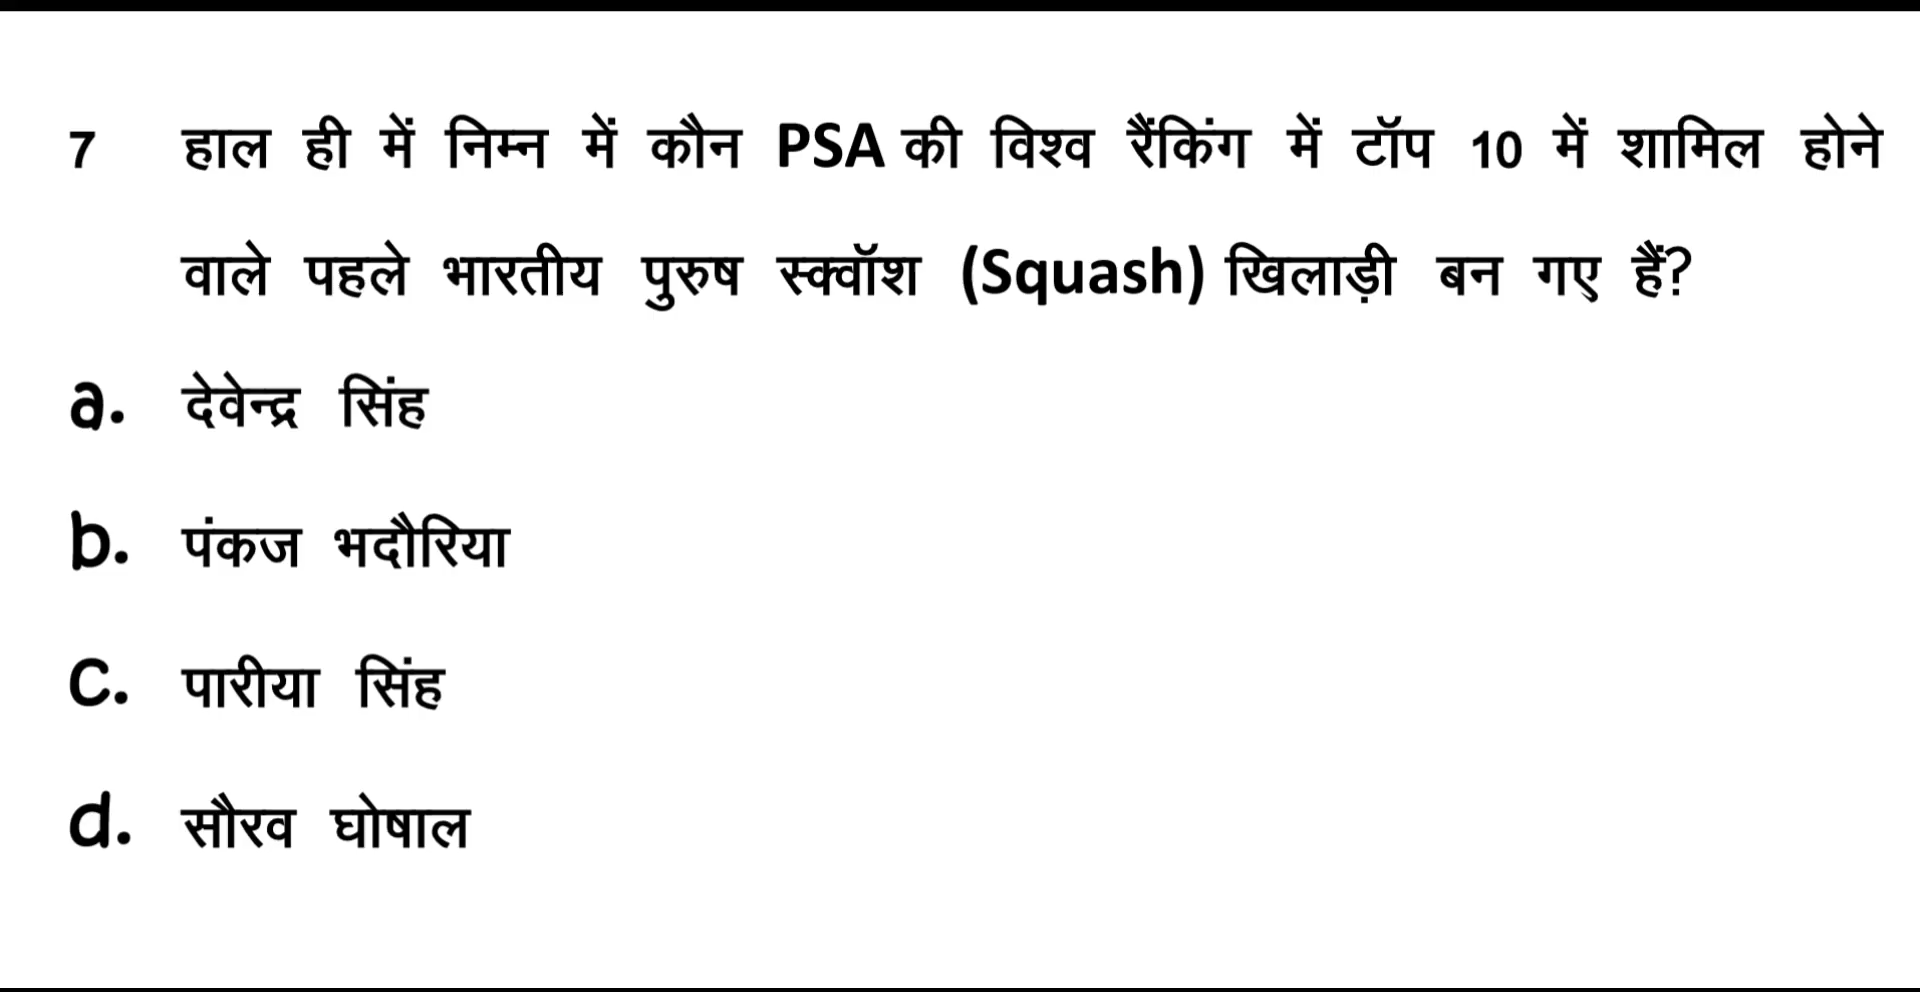 7 हाल ही में निम्न में कौन PSA की विश्व रैंकिंग में टॉप 10 में शामिल होने
वाले पहले भारतीय पुरुष स्क्वॉश (Squash) खिलाड़ी बन गए हैं?
a. देवेन्द्र सिंह
b. पंकज भदौरिया
c. पारीया सिंह
d. सौरव घोषाल